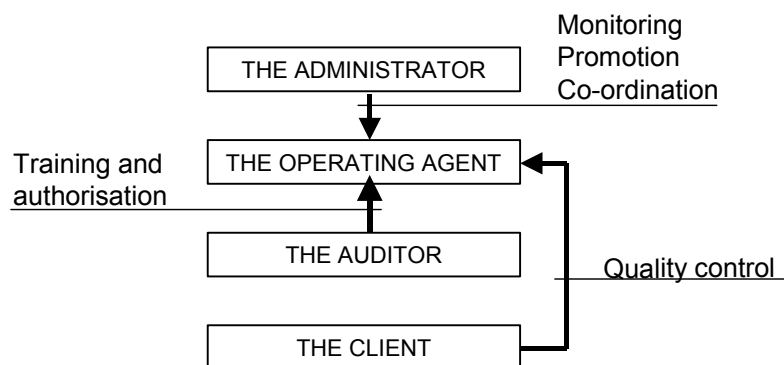 Monitoring
Promotion
Co-ordination
THE ADMINISTRATOR
THE OPERATING AGENT
Training and
authorisation
THE AUDITOR
Quality control
THE CLIENT